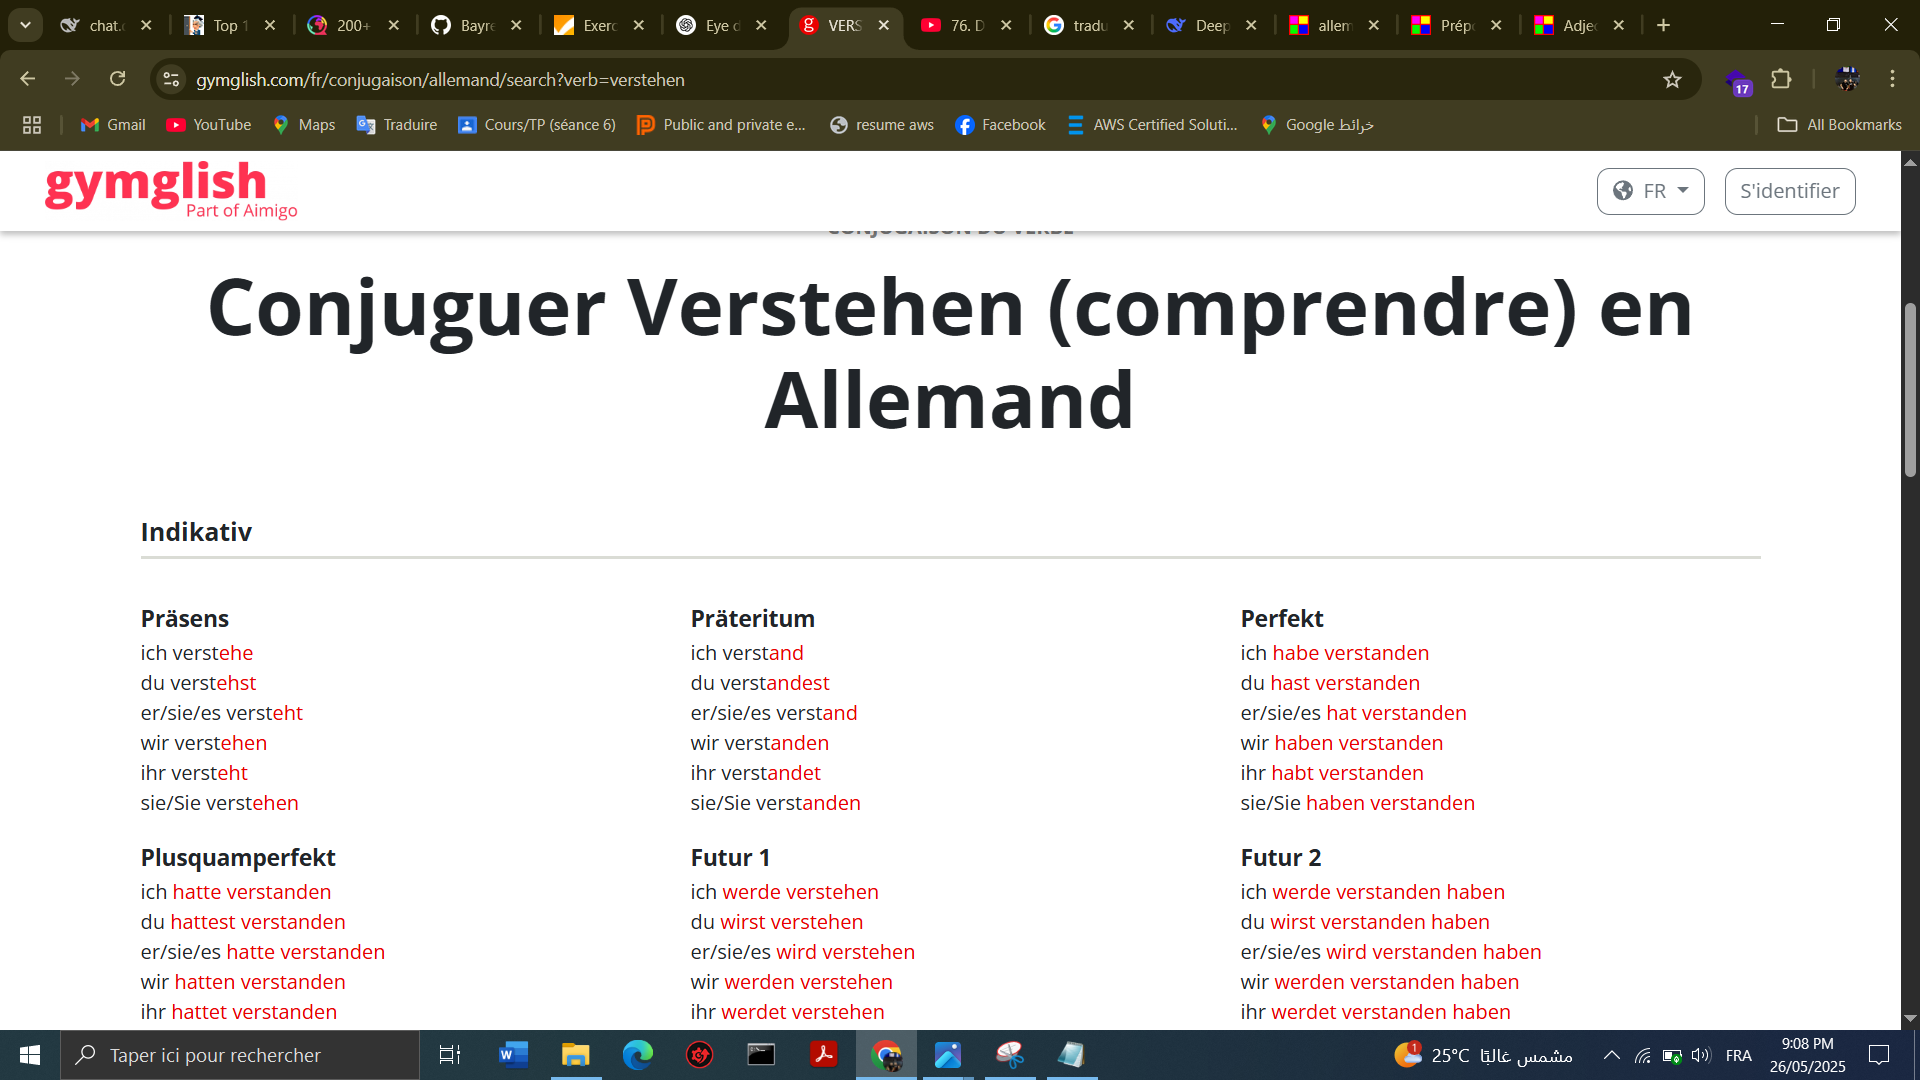 chat.
Top 1
200+
Bayre
Exerc
Eye d
VERS
76. D
tradu
Deep
allem
Prép
Adje
gymglish.com/fr/conjugaison/allemand/search?verb=verstehen
17
Gmail
YouTube
Maps
Traduire
Cours/TP (séance 6)
Public and private e...
resume aws
Facebook
AWS Certified Soluti...
Google خرائط
All Bookmarks
gymglish
Part of Aimigo
FR
S'identifier
CONJUGAISON DU VERBE
Conjuguer Verstehen (comprendre) en
Allemand
Indikativ
Präsens
ich verstehe
du verstehst
er/sie/es versteht
wir verstehen
ihr versteht
sie/Sie verstehen
Präteritum
ich verstand
du verstandest
er/sie/es verstand
wir verstanden
ihr verstandet
sie/Sie verstanden
Perfekt
ich habe verstanden
du hast verstanden
er/sie/es hat verstanden
wir haben verstanden
ihr habt verstanden
sie/Sie haben verstanden
Plusquamperfekt
ich hatte verstanden
du hattest verstanden
er/sie/es hatte verstanden
wir hatten verstanden
ihr hattet verstanden
Futur 1
ich werde verstehen
du wirst verstehen
er/sie/es wird verstehen
wir werden verstehen
ihr werdet verstehen
Futur 2
ich werde verstanden haben
du wirst verstanden haben
er/sie/es wird verstanden haben
wir werden verstanden haben
ihr werdet verstanden haben
Taper ici pour rechercher
1
25°C مشمس غالبًا
FRA
9:08 PM
26/05/2025